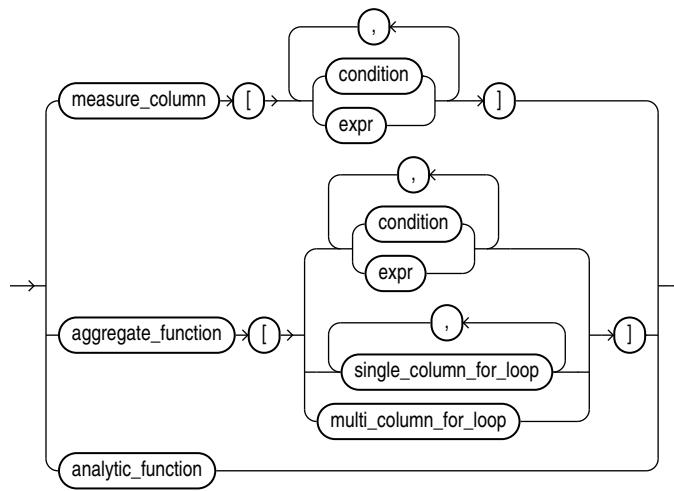 ,
condition
measure_column [ ]
expr
,
condition
expr
,
aggregate_function [ ]
single_column_for_loop
multi_column_for_loop
analytic_function